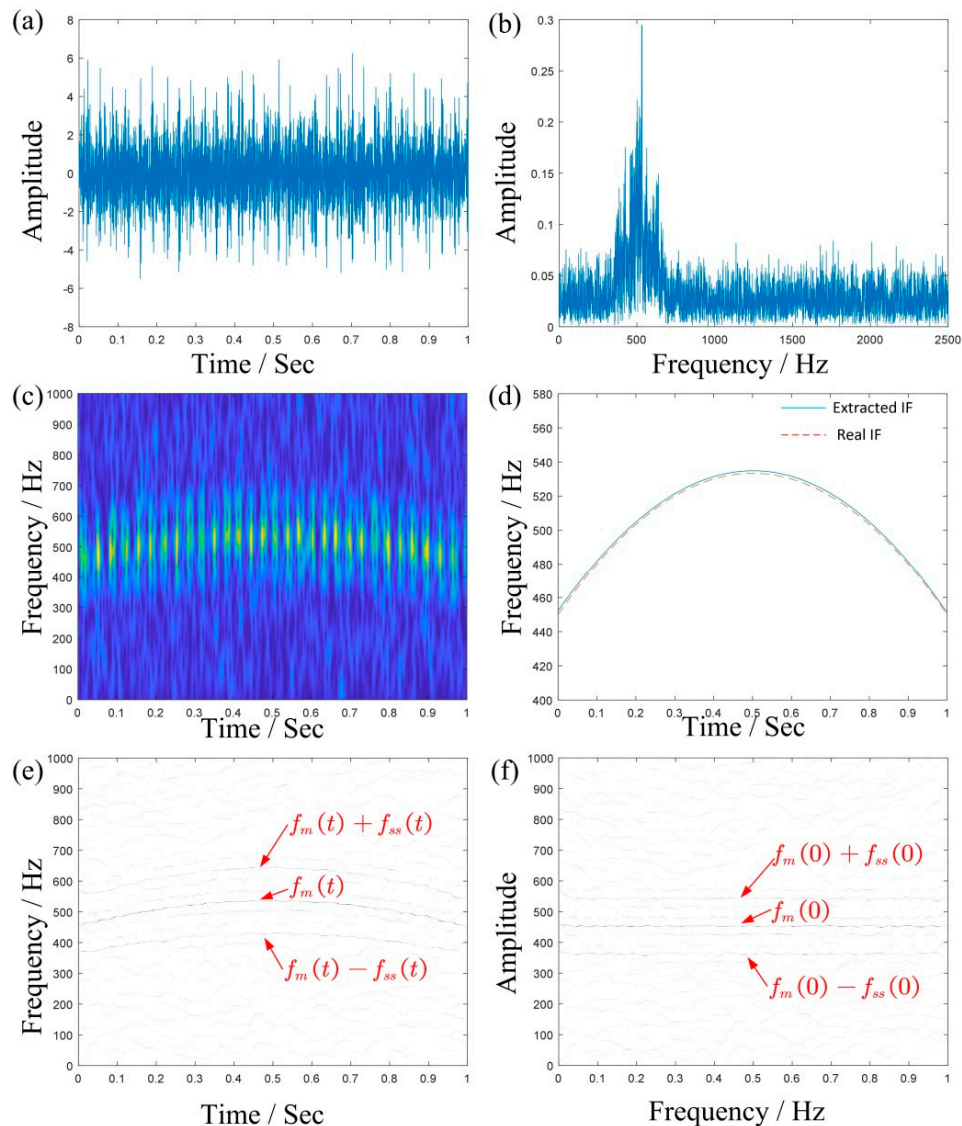 (a)
8
6
4
2
0
-2
-4
-6
-8
Amplitude
0 0.1 0.2 0.3 0.4 0.5 0.6 0.7 0.8 0.9 1
Time / Sec
(b)
0.3
0.25
0.2
0.15
0.1
0.05
0
Amplitude
0 500 1000 1500 2000 2500
Frequency / Hz
(c)
1000
900
800
700
600
500
400
300
200
100
0
Frequency / Hz
0 0.1 0.2 0.3 0.4 0.5 0.6 0.7 0.8 0.9 1
Time / Sec
(d)
580
560
540
520
500
480
460
440
420
400
Frequency / Hz
Extracted IF
Real IF
0 0.1 0.2 0.3 0.4 0.5 0.6 0.7 0.8 0.9 1
Time / Sec
(e)
1000
900
800
700
600
500
400
300
200
100
0
Frequency / Hz
f_m(t) + f_ss(t)
f_m(t)
f_m(t) − f_ss(t)
0 0.1 0.2 0.3 0.4 0.5 0.6 0.7 0.8 0.9 1
Time / Sec
(f)
1000
900
800
700
600
500
400
300
200
100
0
Amplitude
f_m(0) + f_ss(0)
f_m(0)
f_m(0) − f_ss(0)
0 0.1 0.2 0.3 0.4 0.5 0.6 0.7 0.8 0.9 1
Frequency / Hz